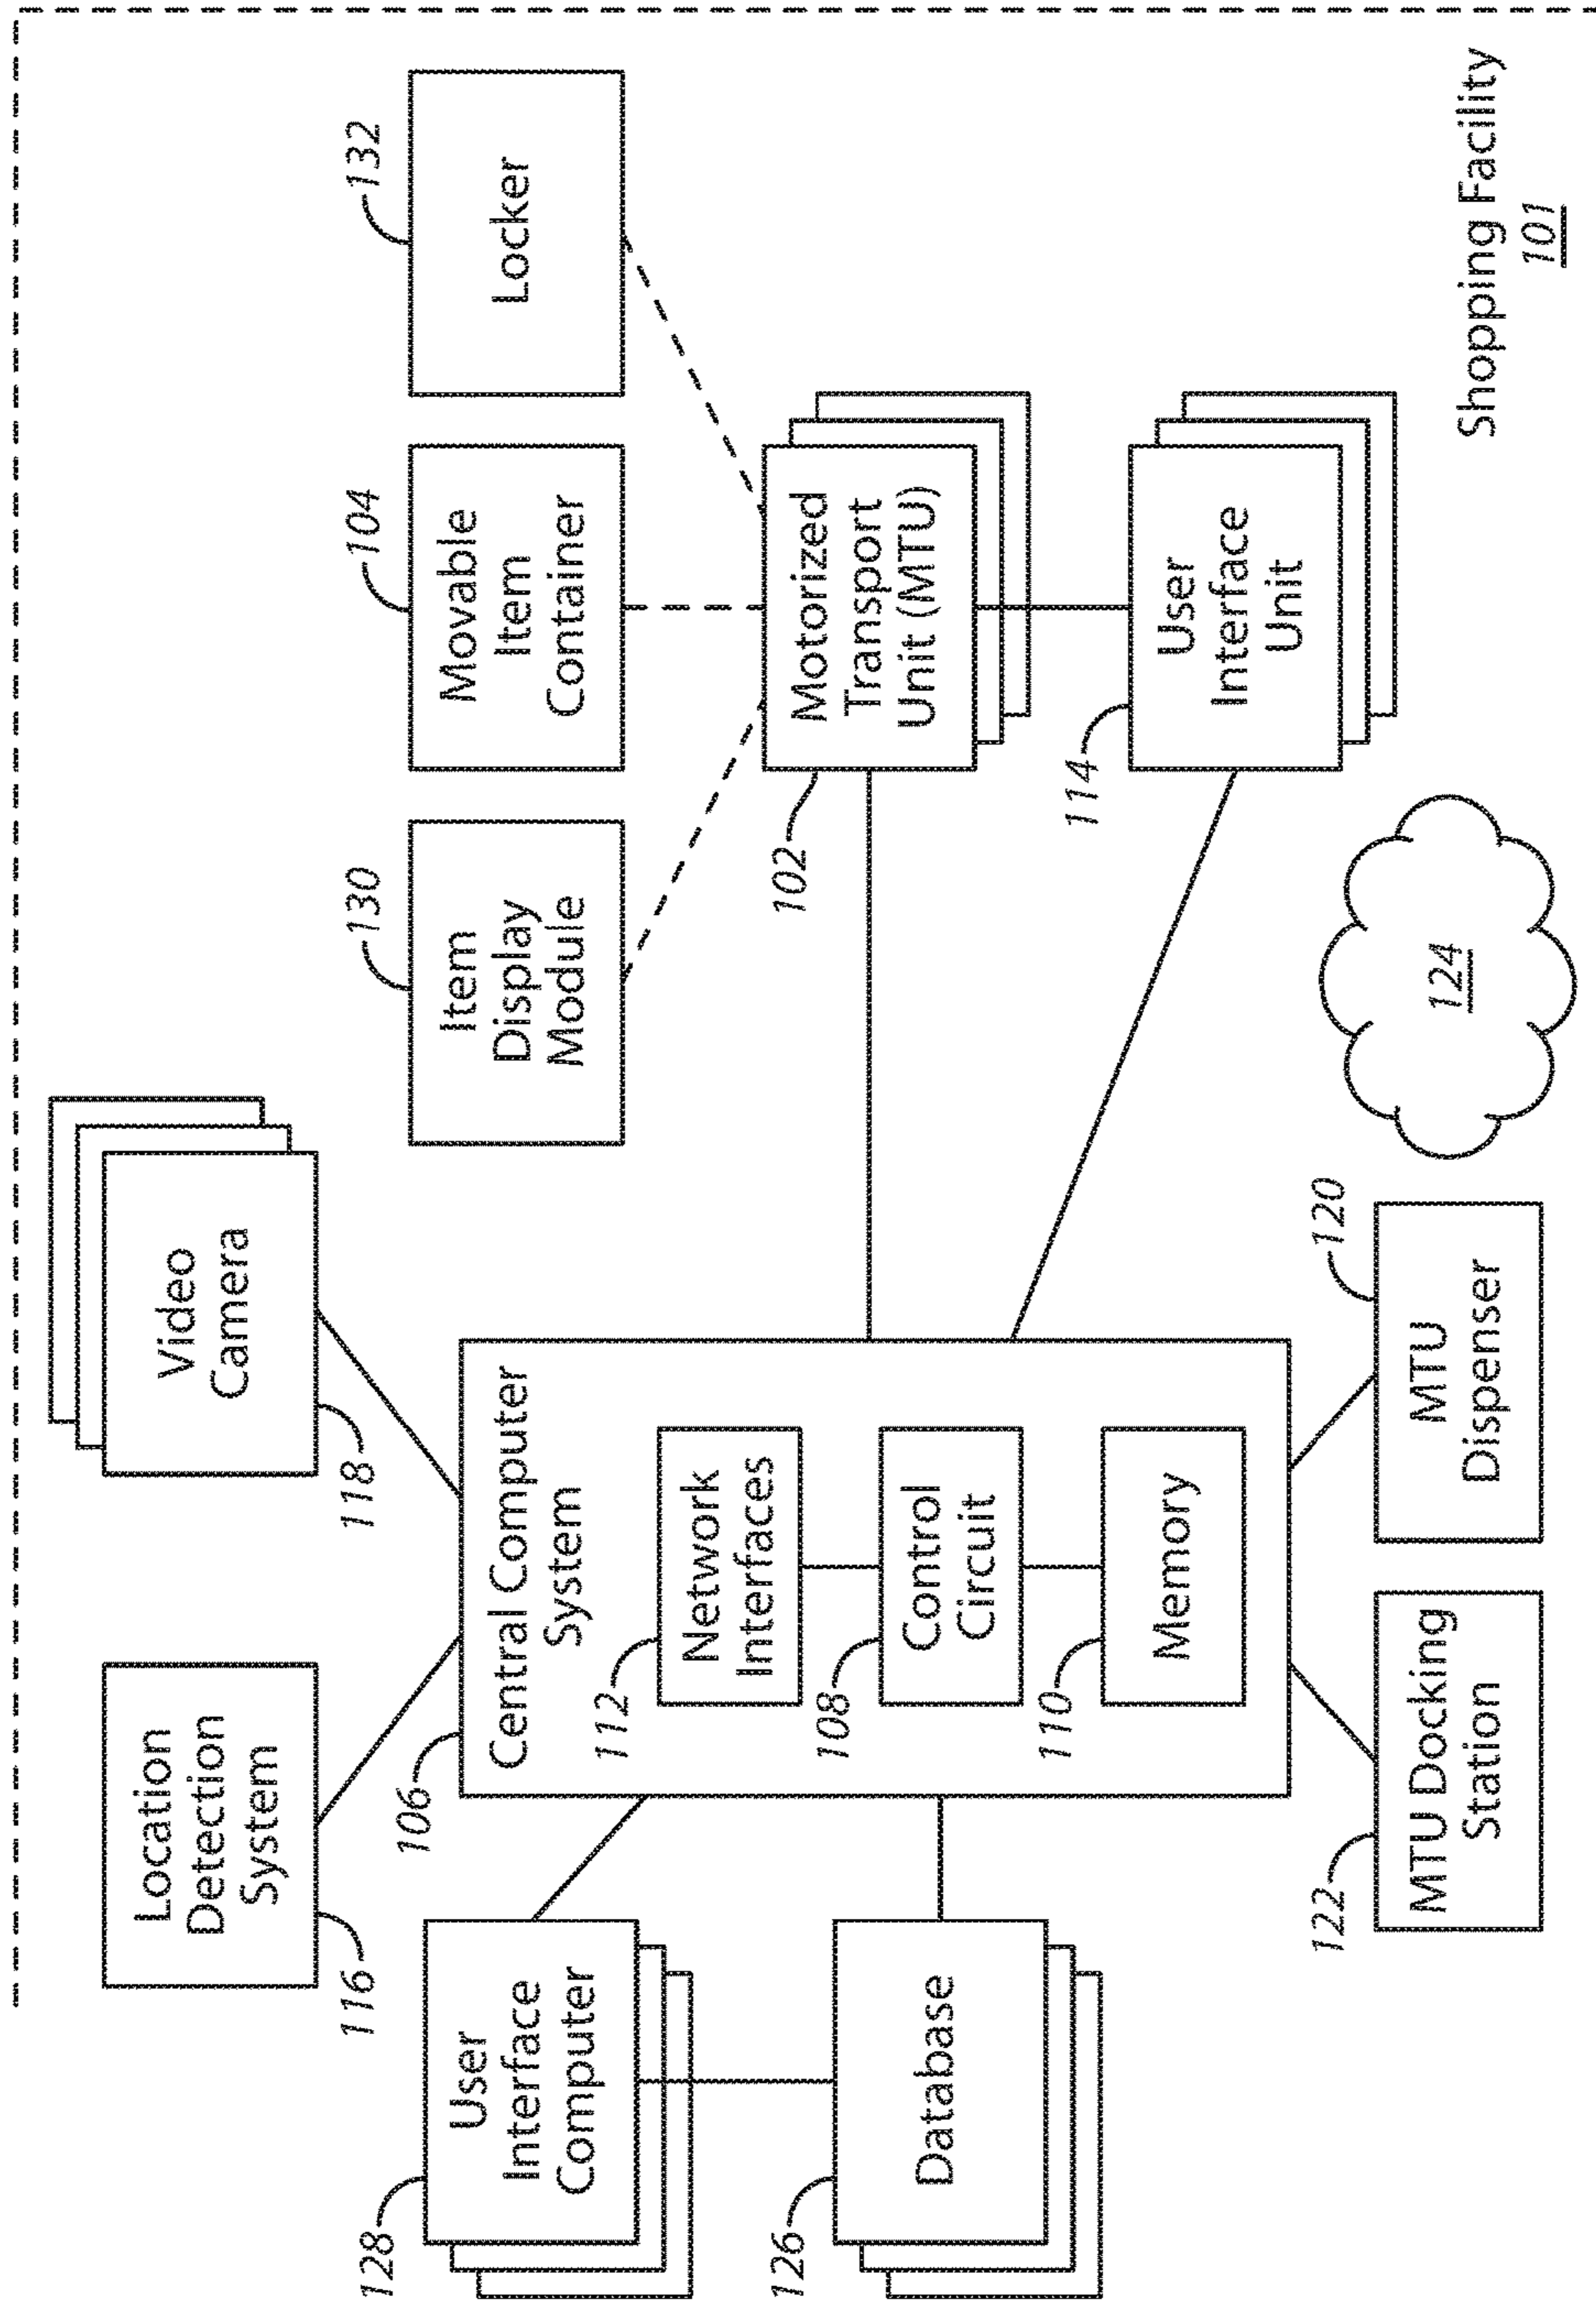 Location
Detection
System
116
Video
Camera
118
132
Locker
104
Movable
Item
Container
130
Item
Display
Module
128
User
Interface
Computer
106
Central Computer
System
112
Network
Interfaces
108
Control
Circuit
110
Memory
102
Motorized
Transport
Unit (MTU)
126
Database
114
User
Interface
Unit
122
MTU Docking
Station
120
MTU
Dispenser
124
Shopping Facility
101